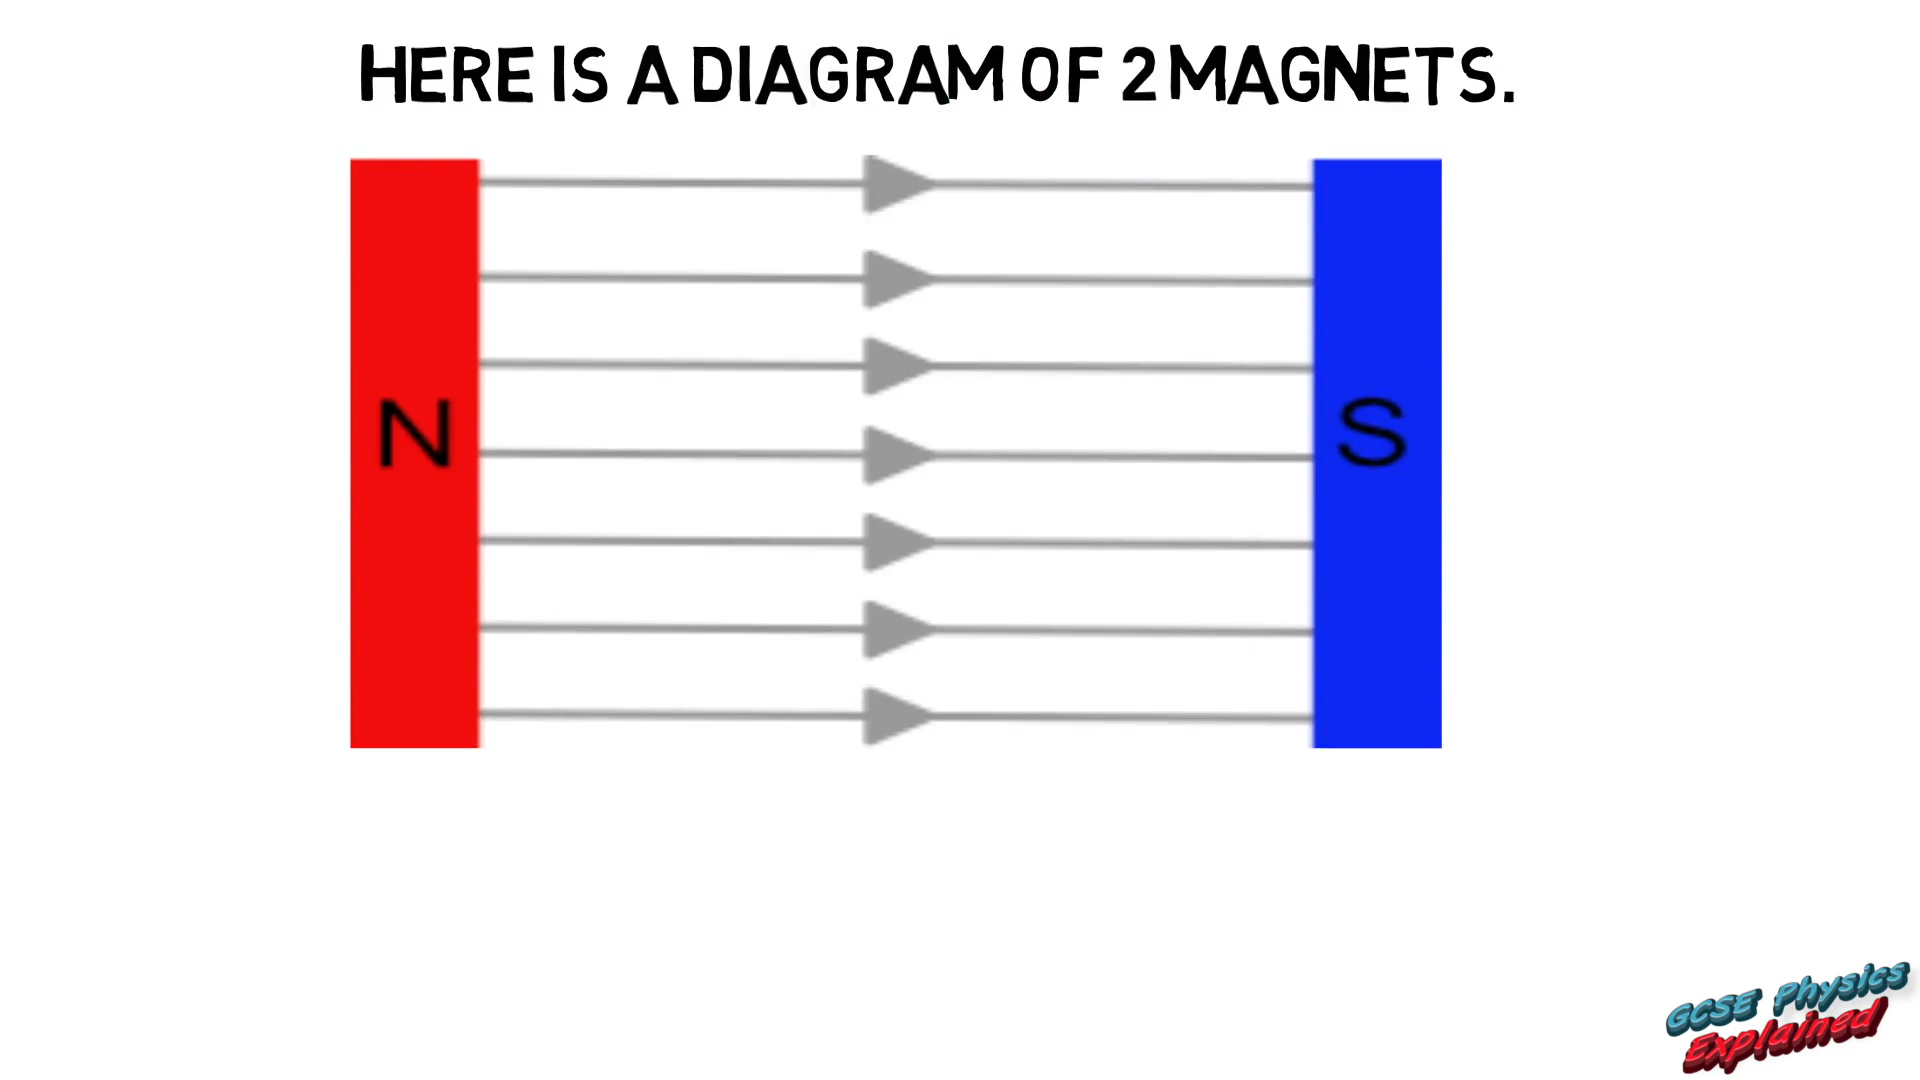 HERE IS A DIAGRAM OF 2 MAGNETS.
N
S
GCSE Physics
Explained